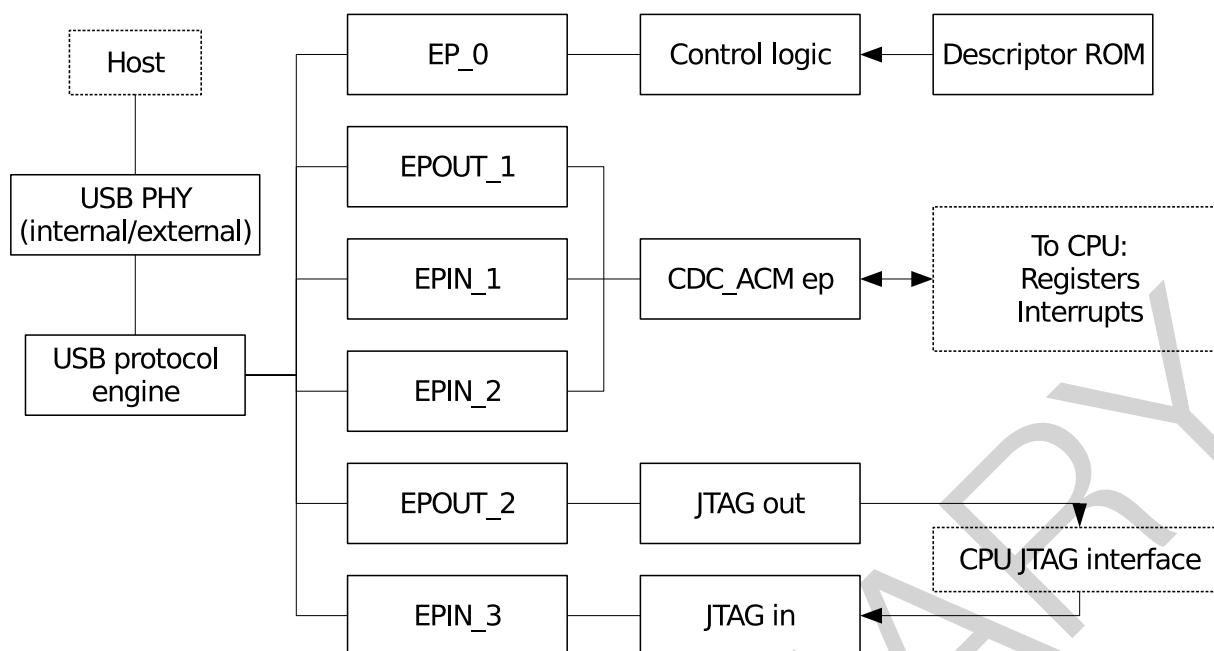 Host
EP_0
Control logic
Descriptor ROM
EPOUT_1
USB PHY
(internal/external)
EPIN_1
CDC_ACM ep
To CPU:
Registers
Interrupts
USB protocol
engine
EPIN_2
EPOUT_2
JTAG out
CPU JTAG interface
EPIN_3
JTAG in
ARY